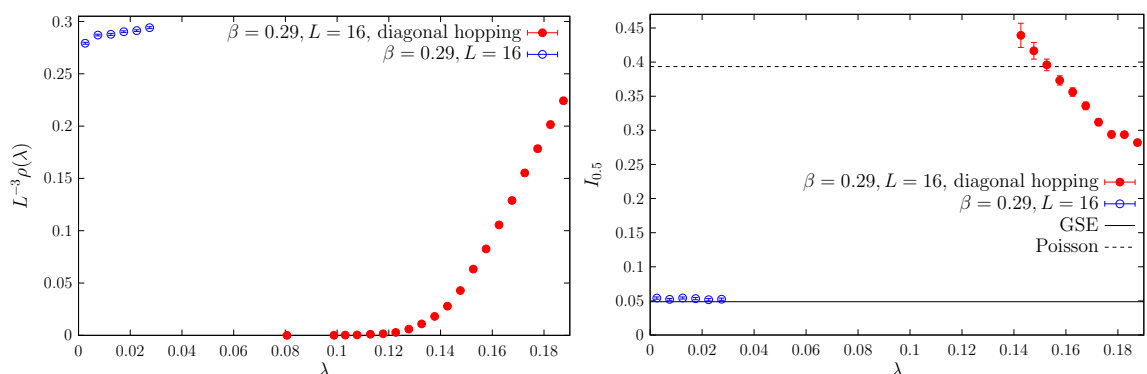 0.3
0.25
0.2
0.15
0.1
0.05
0
L⁻³ρ(λ)
β = 0.29, L = 16, diagonal hopping
β = 0.29, L = 16
0 0.02 0.04 0.06 0.08 0.1 0.12 0.14 0.16 0.18
λ
0.45
0.4
0.35
0.3
0.25
0.2
0.15
0.1
0.05
0
I₀.₅
β = 0.29, L = 16, diagonal hopping
β = 0.29, L = 16
GSE
Poisson
0 0.02 0.04 0.06 0.08 0.1 0.12 0.14 0.16 0.18
λ